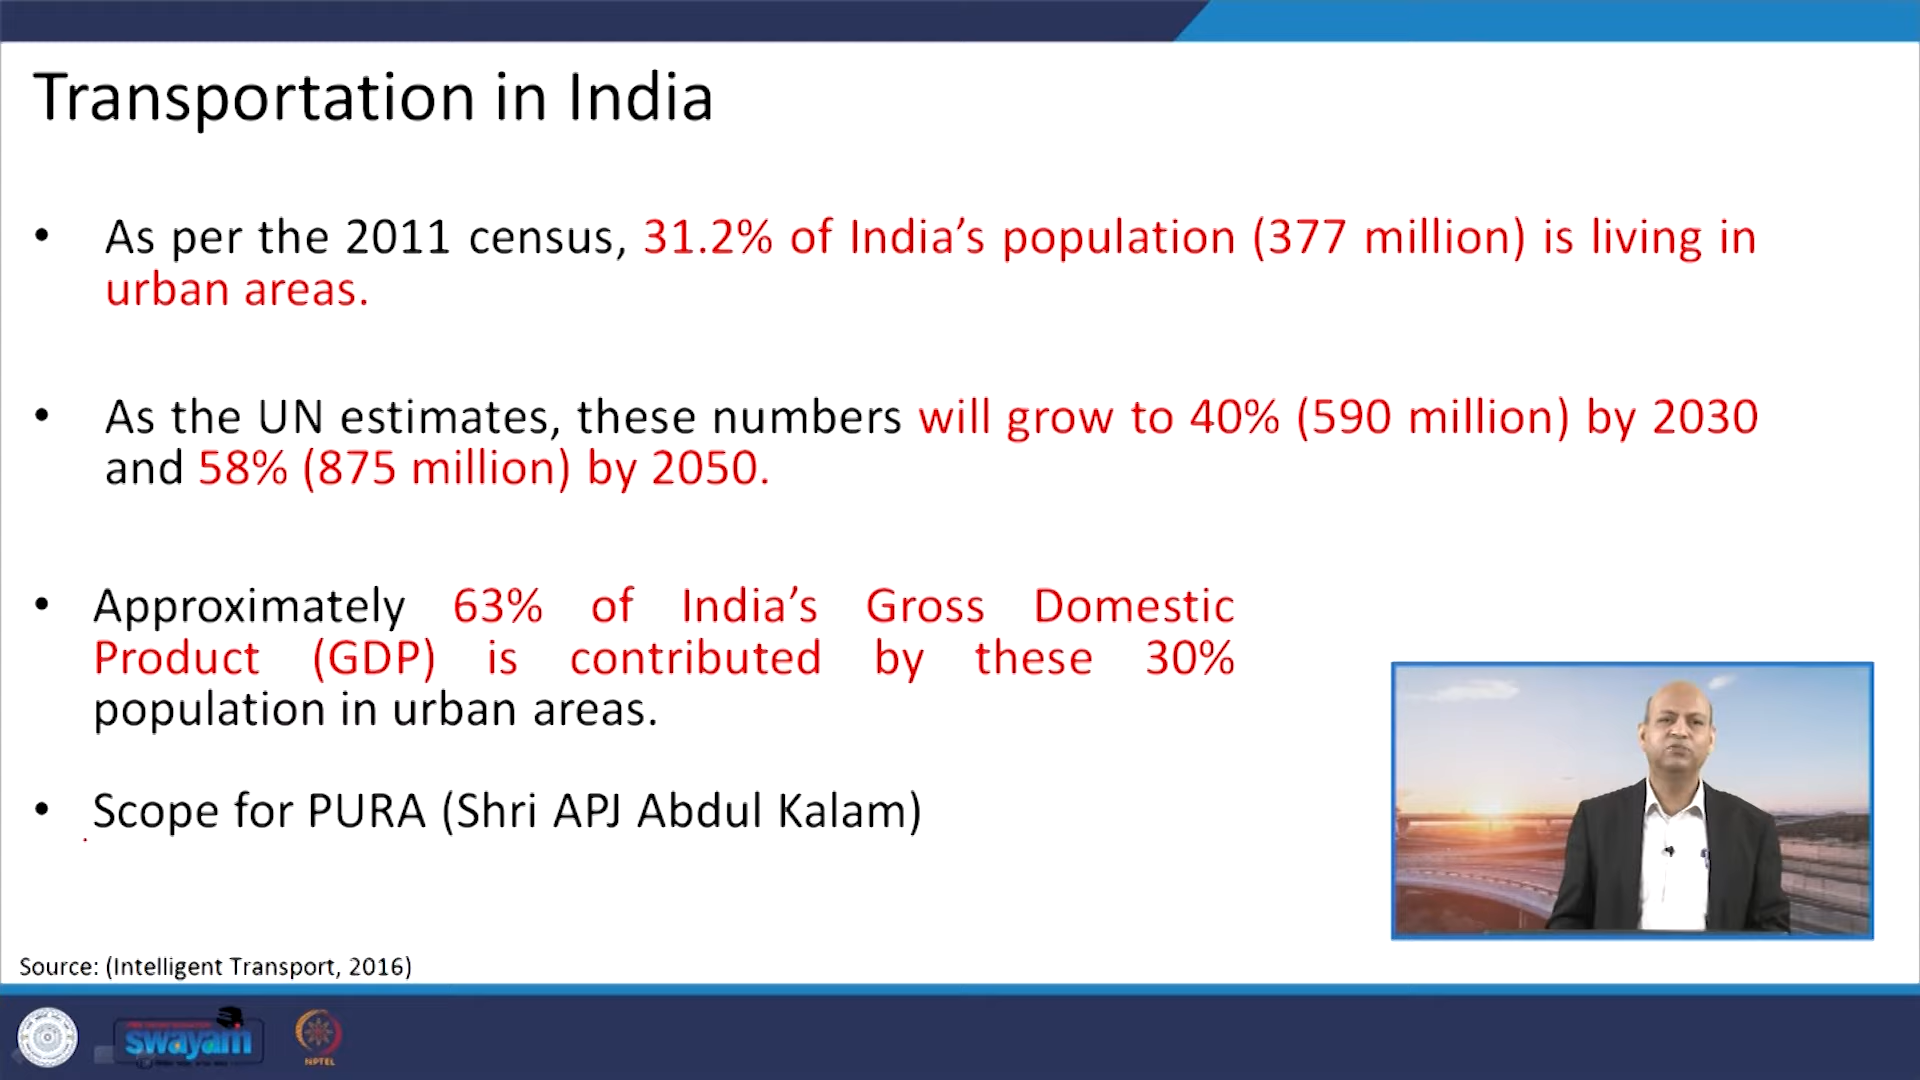 Transportation in India
• As per the 2011 census, 31.2% of India’s population (377 million) is living in
urban areas.
• As the UN estimates, these numbers will grow to 40% (590 million) by 2030
and 58% (875 million) by 2050.
• Approximately 63% of India’s Gross Domestic
Product (GDP) is contributed by these 30%
population in urban areas.
• Scope for PURA (Shri APJ Abdul Kalam)
Source: (Intelligent Transport, 2016)
swayam
NPTEL